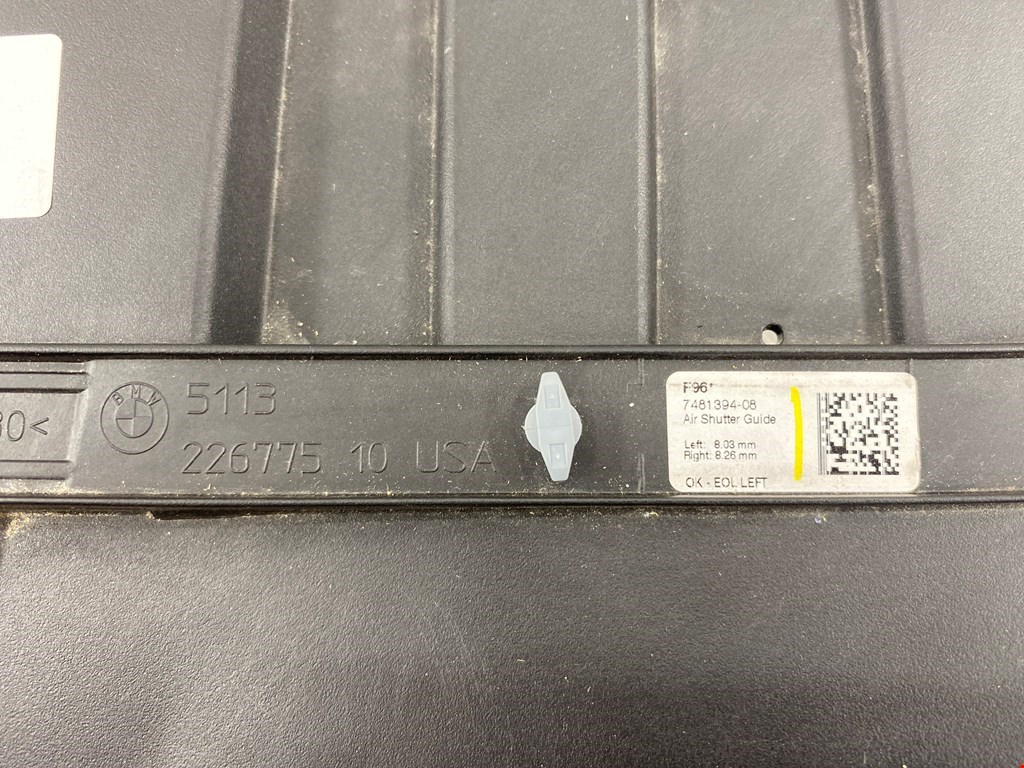 30<
BMW
5113
226775 10 USA
F96*
7481394-08
Air Shutter Guide
Left: 8.03 mm
Right: 8.26 mm
OK - EOL LEFT